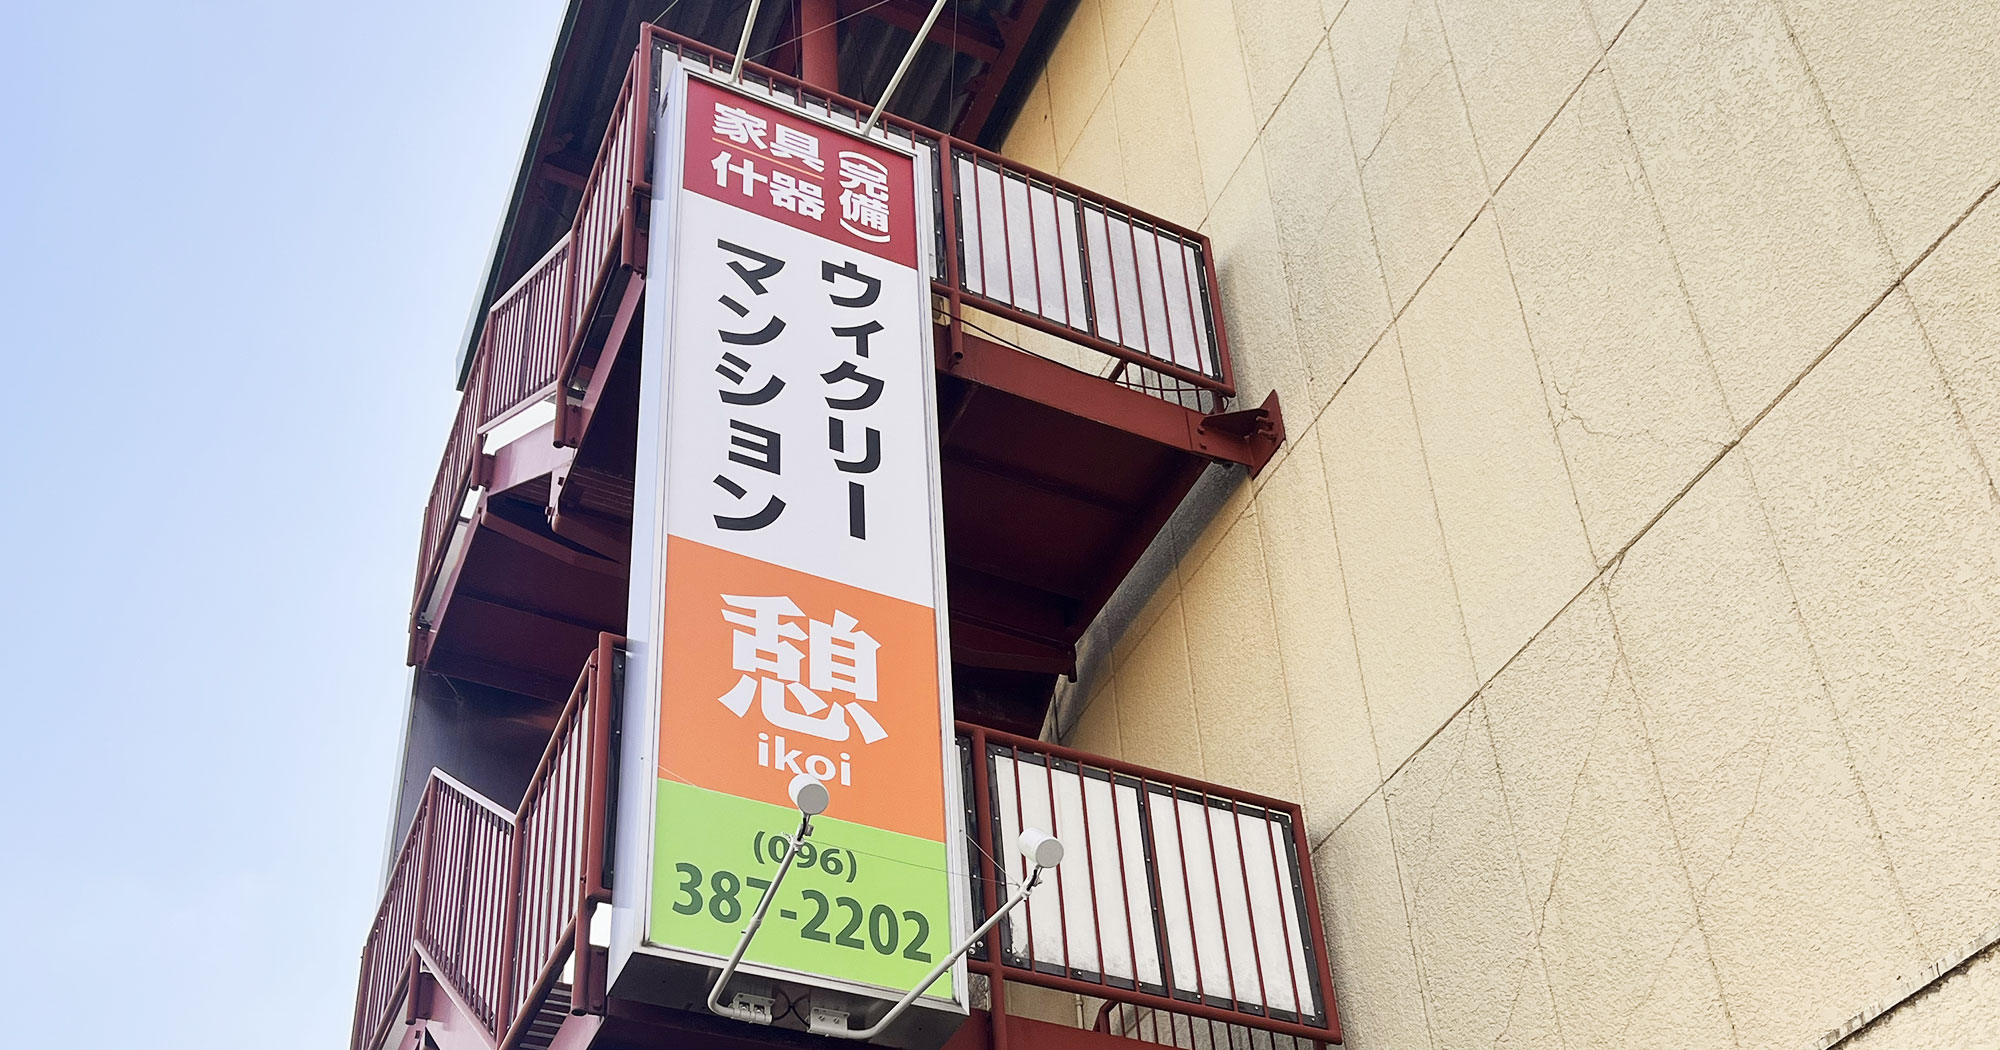 家具
什器
(完備)
ウィクリー
マンション
憩
ikoi
(096)
387-2202